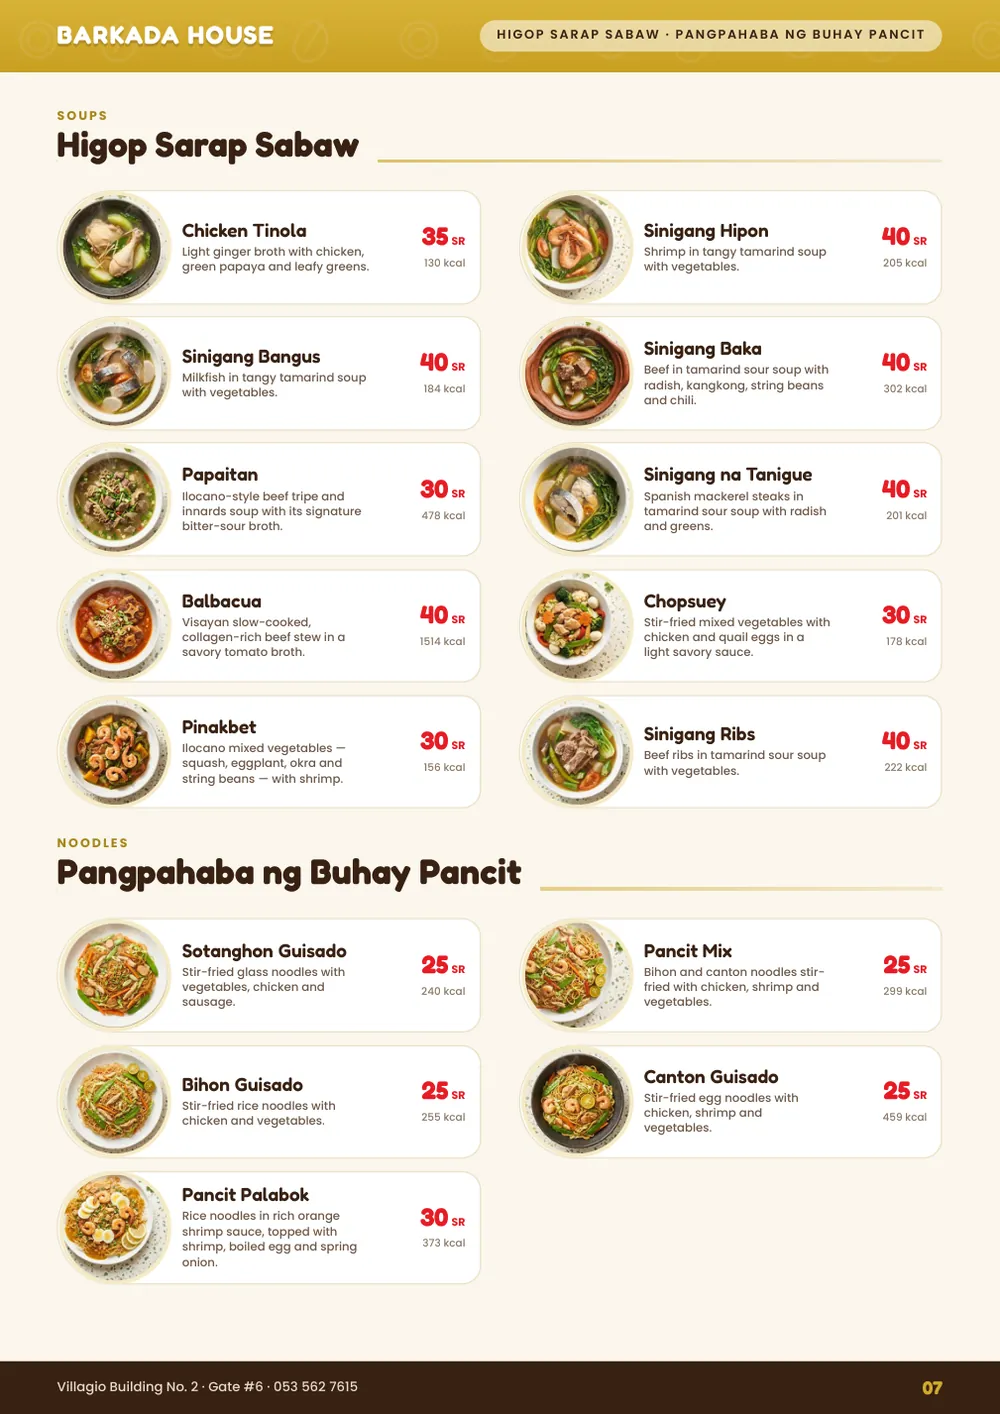 BARKADA HOUSE
HIGOP SARAP SABAW · PANGPAHABA NG BUHAY PANCIT
SOUPS
Higop Sarap Sabaw
Chicken Tinola
Light ginger broth with chicken,
green papaya and leafy greens.
35 SR
130 kcal
Sinigang Hipon
Shrimp in tangy tamarind soup
with vegetables.
40 SR
205 kcal
Sinigang Bangus
Milkfish in tangy tamarind soup
with vegetables.
40 SR
184 kcal
Sinigang Baka
Beef in tamarind sour soup with
radish, kangkong, string beans
and chili.
40 SR
302 kcal
Papaitan
Ilocano-style beef tripe and
innards soup with its signature
bitter-sour broth.
30 SR
478 kcal
Sinigang na Tanigue
Spanish mackerel steaks in
tamarind sour soup with radish
and greens.
40 SR
201 kcal
Balbacua
Visayan slow-cooked,
collagen-rich beef stew in a
savory tomato broth.
40 SR
1514 kcal
Chopsuey
Stir-fried mixed vegetables with
chicken and quail eggs in a
light savory sauce.
30 SR
178 kcal
Pinakbet
Ilocano mixed vegetables —
squash, eggplant, okra and
string beans — with shrimp.
30 SR
156 kcal
Sinigang Ribs
Beef ribs in tamarind sour soup
with vegetables.
40 SR
222 kcal
NOODLES
Pangpahaba ng Buhay Pancit
Sotanghon Guisado
Stir-fried glass noodles with
vegetables, chicken and
sausage.
25 SR
240 kcal
Pancit Mix
Bihon and canton noodles stir-
fried with chicken, shrimp and
vegetables.
25 SR
299 kcal
Bihon Guisado
Stir-fried rice noodles with
chicken and vegetables.
25 SR
255 kcal
Canton Guisado
Stir-fried egg noodles with
chicken, shrimp and
vegetables.
25 SR
459 kcal
Pancit Palabok
Rice noodles in rich orange
shrimp sauce, topped with
shrimp, boiled egg and spring
onion.
30 SR
373 kcal
Villagio Building No. 2 · Gate #6 · 053 562 7615
07